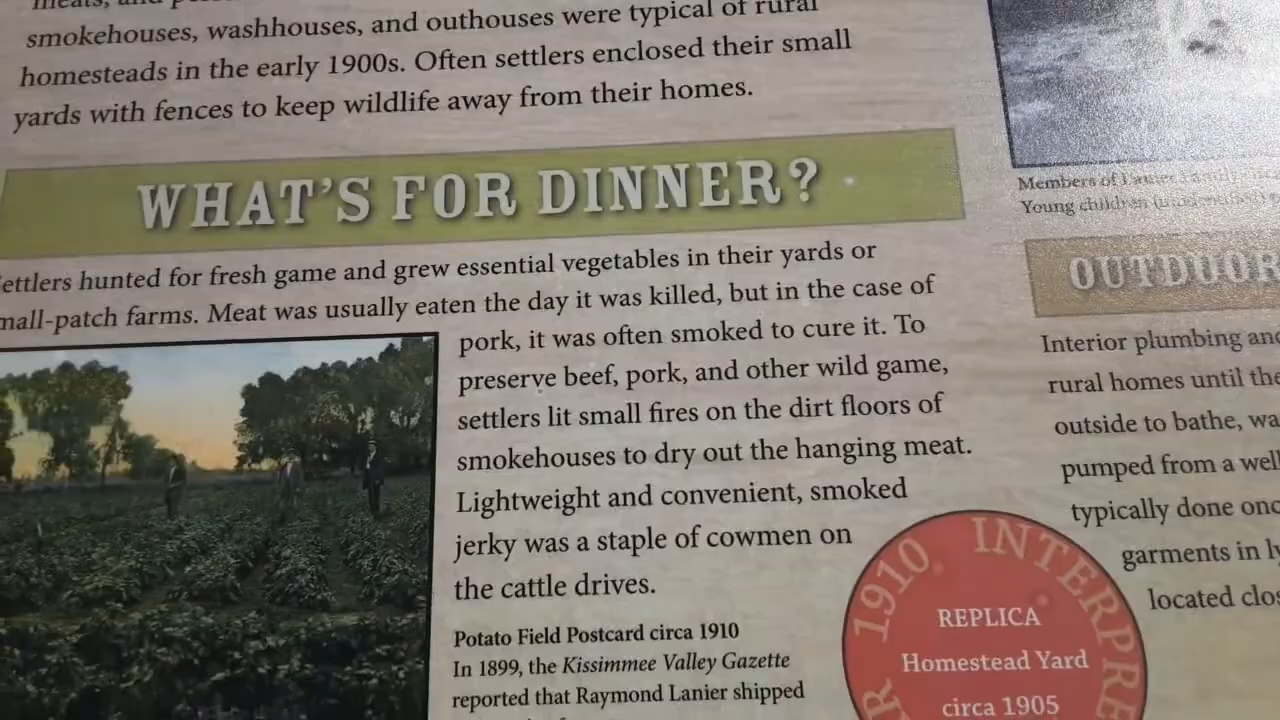 smokehouses, washhouses, and outhouses were typical of rural
homesteads in the early 1900s. Often settlers enclosed their small
yards with fences to keep wildlife away from their homes.
WHAT'S FOR DINNER?
ettlers hunted for fresh game and grew essential vegetables in their yards or
mall-patch farms. Meat was usually eaten the day it was killed, but in the case of
pork, it was often smoked to cure it. To
preserve beef, pork, and other wild game,
settlers lit small fires on the dirt floors of
smokehouses to dry out the hanging meat.
Lightweight and convenient, smoked
jerky was a staple of cowmen on
the cattle drives.
Potato Field Postcard circa 1910
In 1899, the Kissimmee Valley Gazette
reported that Raymond Lanier shipped
Members of Lanier
Young children
OUTDOOR
Interior plumbing and
rural homes until the
outside to bathe, wa
pumped from a well
typically done onc
garments in ly
located clos
1910 INTERPRE
REPLICA
Homestead Yard
circa 1905